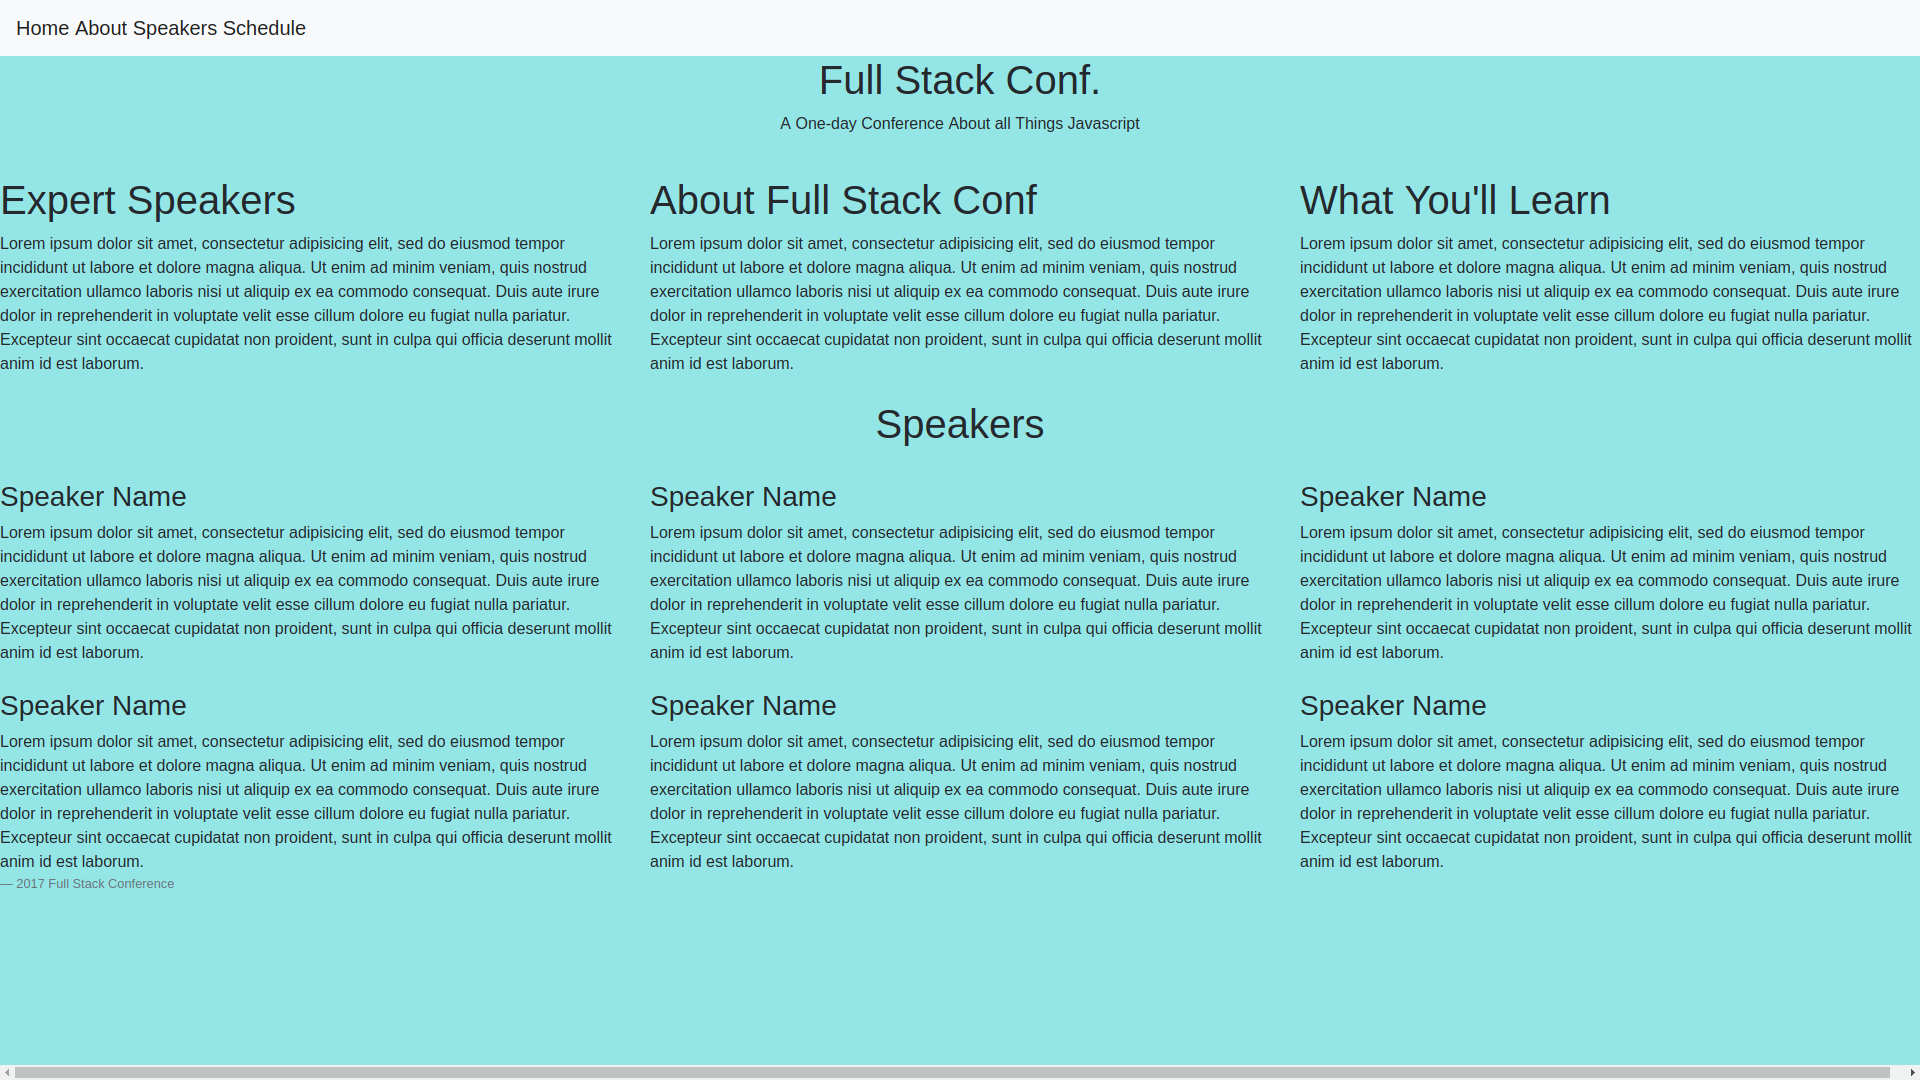 Home About Speakers Schedule
Full Stack Conf.
A One-day Conference About all Things Javascript
Expert Speakers
Lorem ipsum dolor sit amet, consectetur adipisicing elit, sed do eiusmod tempor
incididunt ut labore et dolore magna aliqua. Ut enim ad minim veniam, quis nostrud
exercitation ullamco laboris nisi ut aliquip ex ea commodo consequat. Duis aute irure
dolor in reprehenderit in voluptate velit esse cillum dolore eu fugiat nulla pariatur.
Excepteur sint occaecat cupidatat non proident, sunt in culpa qui officia deserunt mollit
anim id est laborum.
About Full Stack Conf
Lorem ipsum dolor sit amet, consectetur adipisicing elit, sed do eiusmod tempor
incididunt ut labore et dolore magna aliqua. Ut enim ad minim veniam, quis nostrud
exercitation ullamco laboris nisi ut aliquip ex ea commodo consequat. Duis aute irure
dolor in reprehenderit in voluptate velit esse cillum dolore eu fugiat nulla pariatur.
Excepteur sint occaecat cupidatat non proident, sunt in culpa qui officia deserunt mollit
anim id est laborum.
What You'll Learn
Lorem ipsum dolor sit amet, consectetur adipisicing elit, sed do eiusmod tempor
incididunt ut labore et dolore magna aliqua. Ut enim ad minim veniam, quis nostrud
exercitation ullamco laboris nisi ut aliquip ex ea commodo consequat. Duis aute irure
dolor in reprehenderit in voluptate velit esse cillum dolore eu fugiat nulla pariatur.
Excepteur sint occaecat cupidatat non proident, sunt in culpa qui officia deserunt mollit
anim id est laborum.
Speakers
Speaker Name
Lorem ipsum dolor sit amet, consectetur adipisicing elit, sed do eiusmod tempor
incididunt ut labore et dolore magna aliqua. Ut enim ad minim veniam, quis nostrud
exercitation ullamco laboris nisi ut aliquip ex ea commodo consequat. Duis aute irure
dolor in reprehenderit in voluptate velit esse cillum dolore eu fugiat nulla pariatur.
Excepteur sint occaecat cupidatat non proident, sunt in culpa qui officia deserunt mollit
anim id est laborum.
Speaker Name
Lorem ipsum dolor sit amet, consectetur adipisicing elit, sed do eiusmod tempor
incididunt ut labore et dolore magna aliqua. Ut enim ad minim veniam, quis nostrud
exercitation ullamco laboris nisi ut aliquip ex ea commodo consequat. Duis aute irure
dolor in reprehenderit in voluptate velit esse cillum dolore eu fugiat nulla pariatur.
Excepteur sint occaecat cupidatat non proident, sunt in culpa qui officia deserunt mollit
anim id est laborum.
Speaker Name
Lorem ipsum dolor sit amet, consectetur adipisicing elit, sed do eiusmod tempor
incididunt ut labore et dolore magna aliqua. Ut enim ad minim veniam, quis nostrud
exercitation ullamco laboris nisi ut aliquip ex ea commodo consequat. Duis aute irure
dolor in reprehenderit in voluptate velit esse cillum dolore eu fugiat nulla pariatur.
Excepteur sint occaecat cupidatat non proident, sunt in culpa qui officia deserunt mollit
anim id est laborum.
Speaker Name
Lorem ipsum dolor sit amet, consectetur adipisicing elit, sed do eiusmod tempor
incididunt ut labore et dolore magna aliqua. Ut enim ad minim veniam, quis nostrud
exercitation ullamco laboris nisi ut aliquip ex ea commodo consequat. Duis aute irure
dolor in reprehenderit in voluptate velit esse cillum dolore eu fugiat nulla pariatur.
Excepteur sint occaecat cupidatat non proident, sunt in culpa qui officia deserunt mollit
anim id est laborum.
Speaker Name
Lorem ipsum dolor sit amet, consectetur adipisicing elit, sed do eiusmod tempor
incididunt ut labore et dolore magna aliqua. Ut enim ad minim veniam, quis nostrud
exercitation ullamco laboris nisi ut aliquip ex ea commodo consequat. Duis aute irure
dolor in reprehenderit in voluptate velit esse cillum dolore eu fugiat nulla pariatur.
Excepteur sint occaecat cupidatat non proident, sunt in culpa qui officia deserunt mollit
anim id est laborum.
Speaker Name
Lorem ipsum dolor sit amet, consectetur adipisicing elit, sed do eiusmod tempor
incididunt ut labore et dolore magna aliqua. Ut enim ad minim veniam, quis nostrud
exercitation ullamco laboris nisi ut aliquip ex ea commodo consequat. Duis aute irure
dolor in reprehenderit in voluptate velit esse cillum dolore eu fugiat nulla pariatur.
Excepteur sint occaecat cupidatat non proident, sunt in culpa qui officia deserunt mollit
anim id est laborum.
— 2017 Full Stack Conference